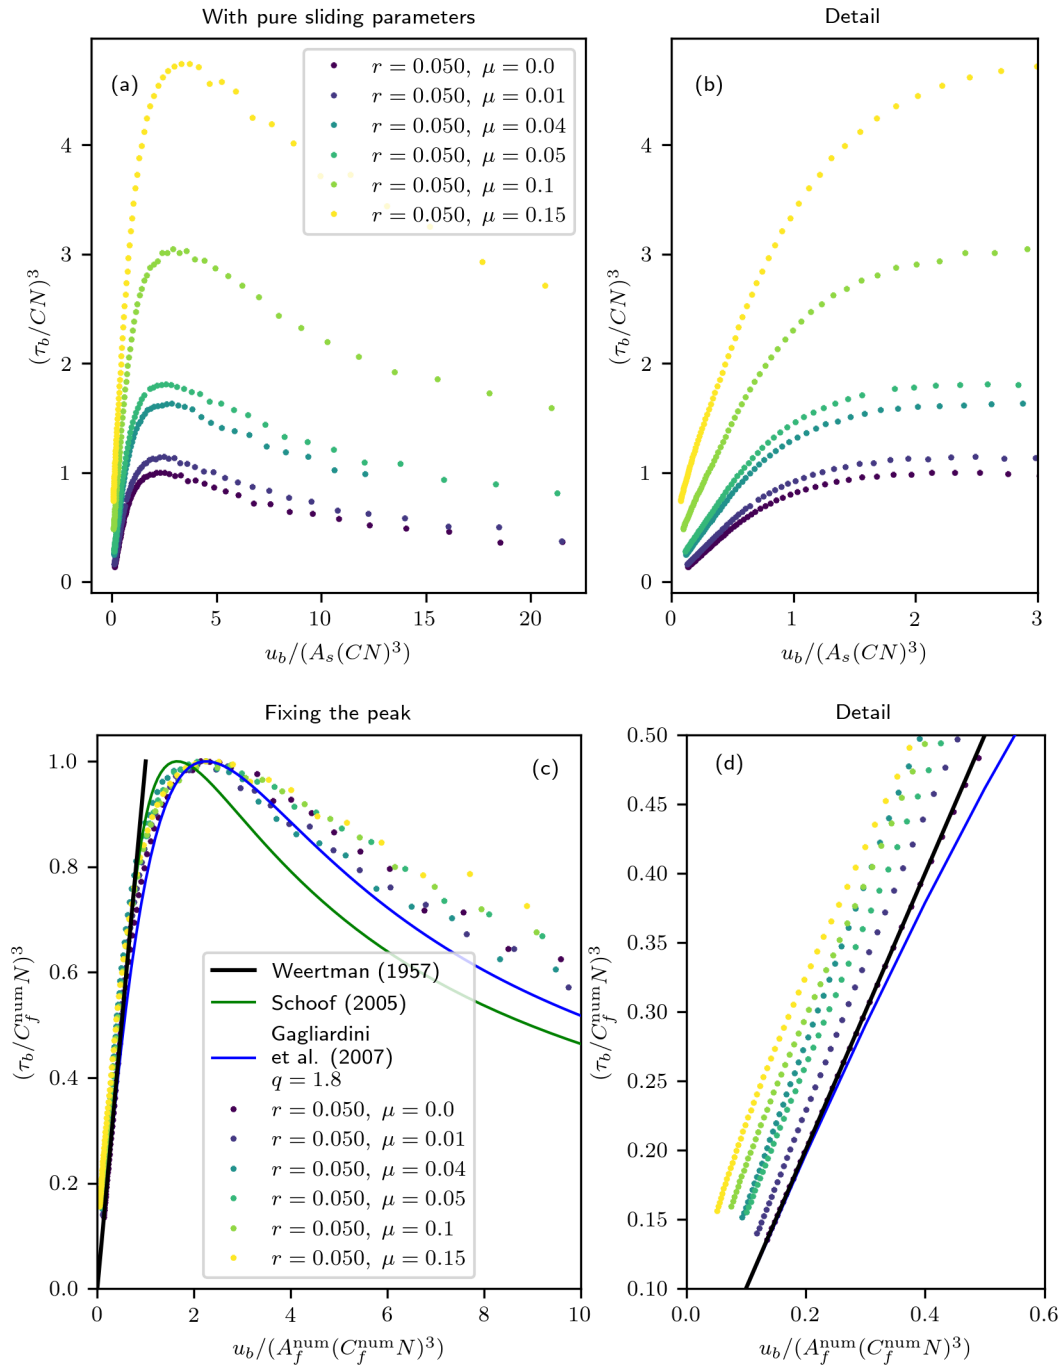 With pure sliding parameters
(a)
r = 0.050, μ = 0.0
r = 0.050, μ = 0.01
r = 0.050, μ = 0.04
r = 0.050, μ = 0.05
r = 0.050, μ = 0.1
r = 0.050, μ = 0.15
(τ_b/CN)^3
4
3
2
1
0
0 5 10 15 20
u_b/(A_s(CN)^3)
Detail
(b)
(τ_b/CN)^3
4
3
2
1
0
0 1 2 3
u_b/(A_s(CN)^3)
Fixing the peak
(c)
(τ_b/C_f^num N)^3
1.0
0.8
0.6
0.4
0.2
0.0
Weertman (1957)
Schoof (2005)
Gagliardini
et al. (2007)
q = 1.8
r = 0.050, μ = 0.0
r = 0.050, μ = 0.01
r = 0.050, μ = 0.04
r = 0.050, μ = 0.05
r = 0.050, μ = 0.1
r = 0.050, μ = 0.15
0 2 4 6 8 10
u_b/(A_f^num(C_f^num N)^3)
Detail
(d)
(τ_b/C_f^num N)^3
0.50
0.45
0.40
0.35
0.30
0.25
0.20
0.15
0.10
0.0 0.2 0.4 0.6
u_b/(A_f^num(C_f^num N)^3)